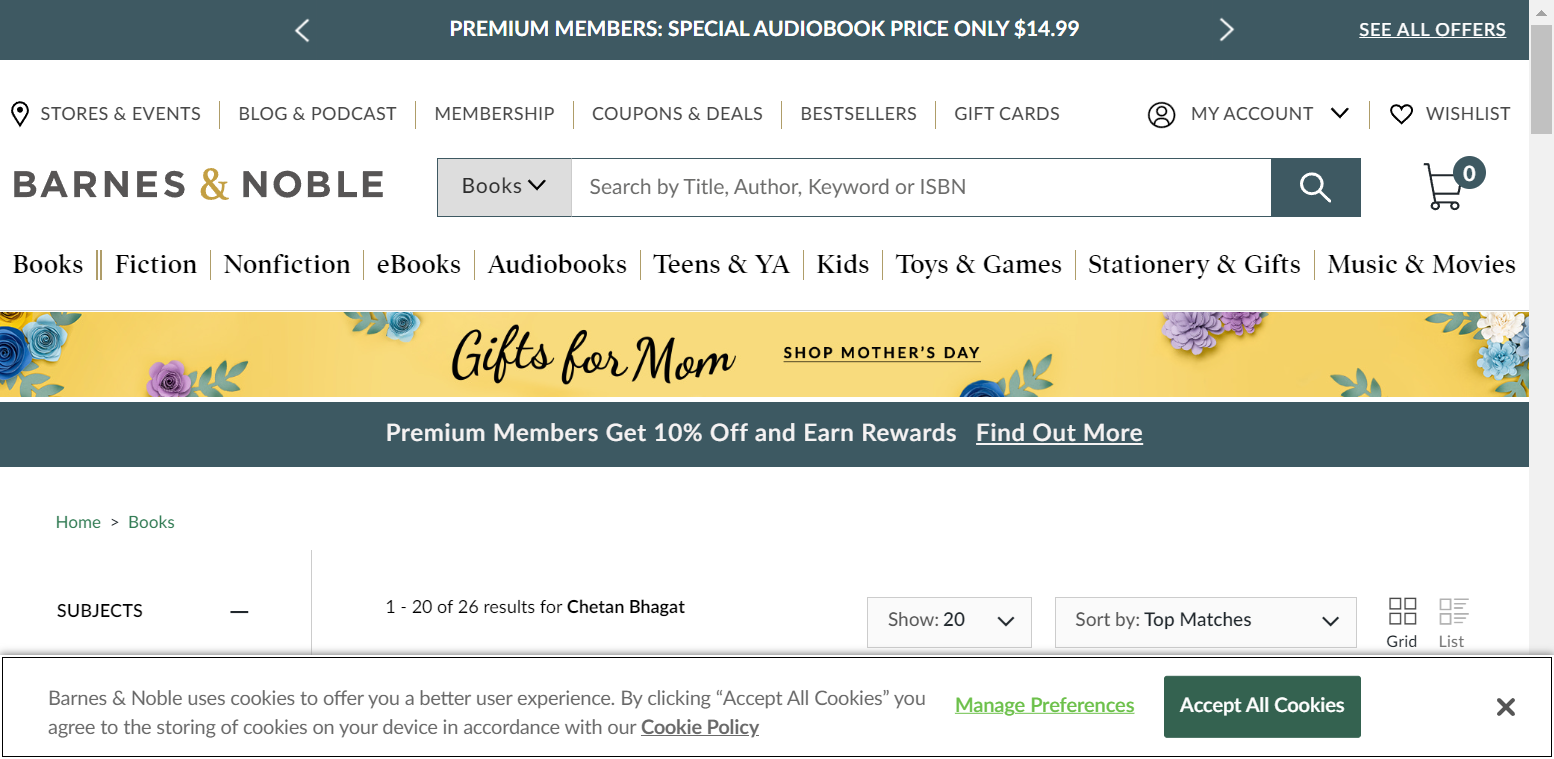 PREMIUM MEMBERS: SPECIAL AUDIOBOOK PRICE ONLY $14.99
SEE ALL OFFERS
STORES & EVENTS
BLOG & PODCAST
MEMBERSHIP
COUPONS & DEALS
BESTSELLERS
GIFT CARDS
MY ACCOUNT
WISHLIST
BARNES & NOBLE
Books
Search by Title, Author, Keyword or ISBN
0
Books
Fiction
Nonfiction
eBooks
Audiobooks
Teens & YA
Kids
Toys & Games
Stationery & Gifts
Music & Movies
Gifts for Mom
SHOP MOTHER'S DAY
Premium Members Get 10% Off and Earn Rewards Find Out More
Home > Books
SUBJECTS
1 - 20 of 26 results for Chetan Bhagat
Show: 20
Sort by: Top Matches
Grid
List
Barnes & Noble uses cookies to offer you a better user experience. By clicking “Accept All Cookies” you
agree to the storing of cookies on your device in accordance with our Cookie Policy
Manage Preferences
Accept All Cookies